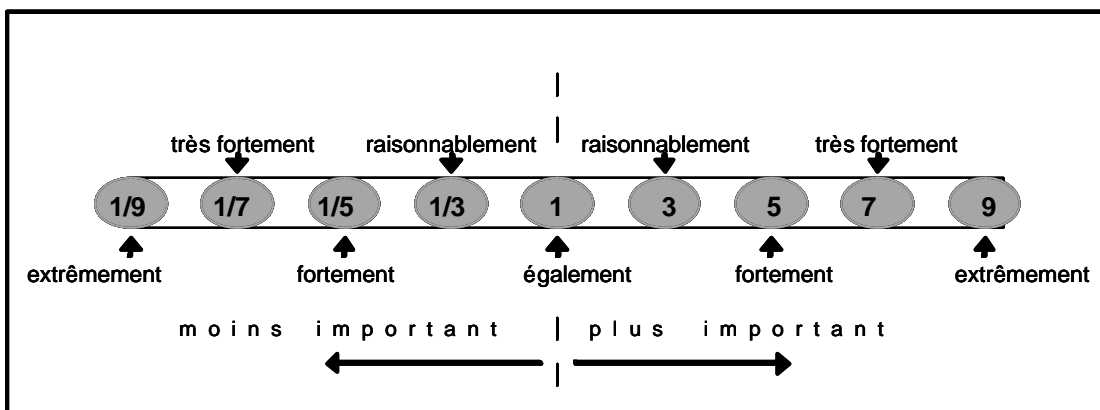 très fortement raisonnablement raisonnablement très fortement
1/9 1/7 1/5 1/3 1 3 5 7 9
extrêmement fortement également fortement extrêmement
moins important plus important